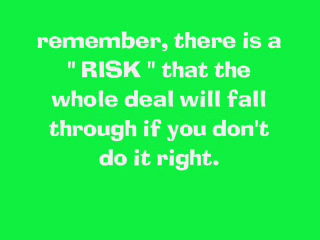 remember, there is a
" RISK " that the
whole deal will fall
through if you don't
do it right.